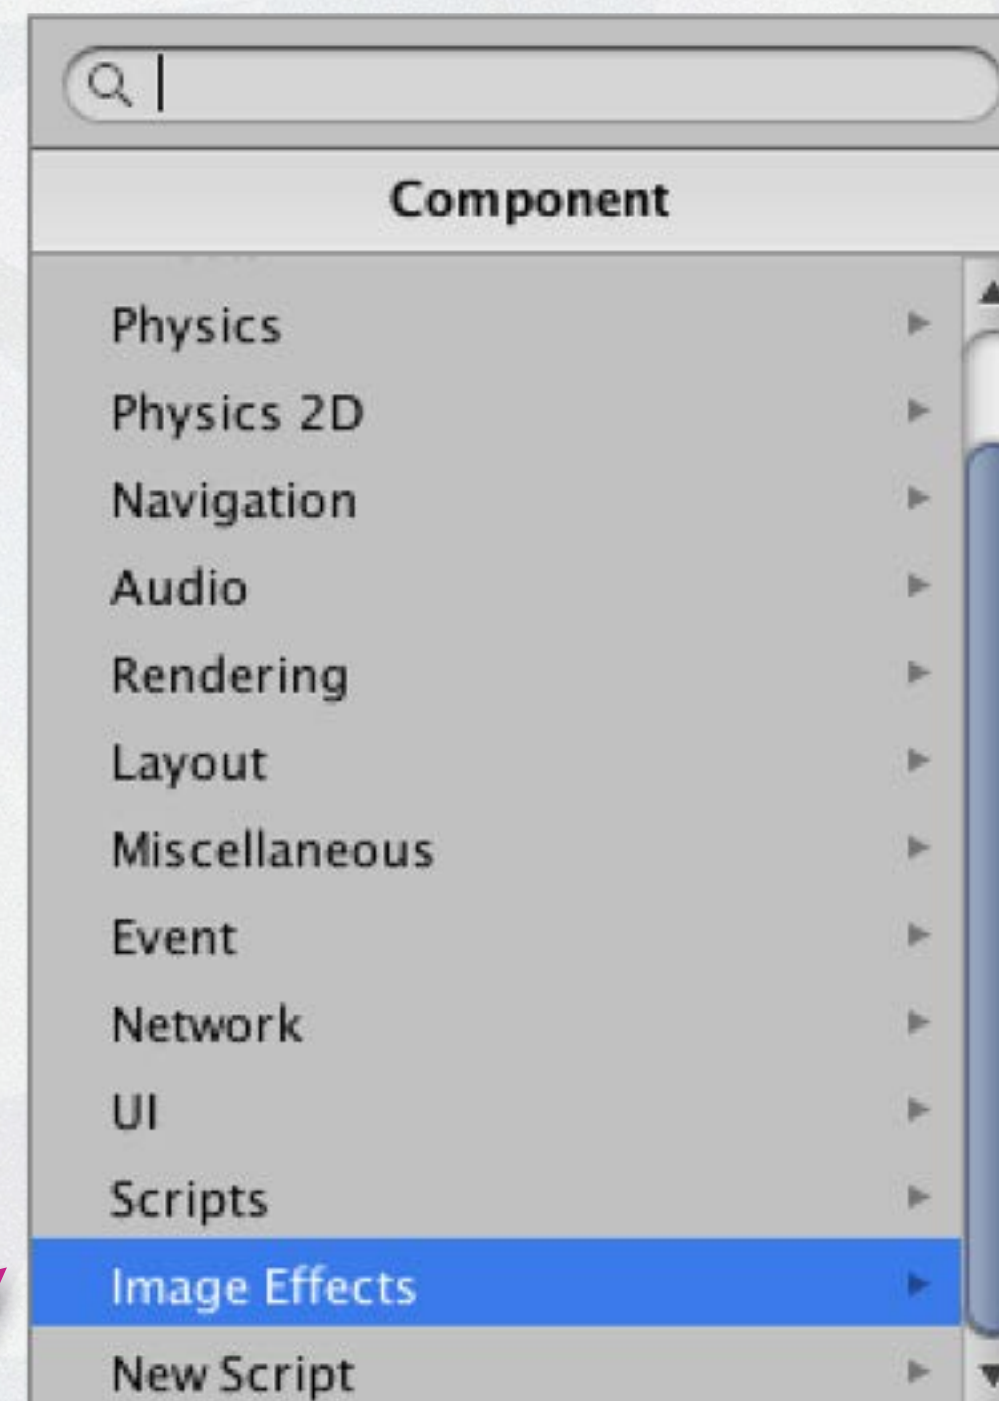 Component
Physics
Physics 2D
Navigation
Audio
Rendering
Layout
Miscellaneous
Event
Network
UI
Scripts
Image Effects
New Script